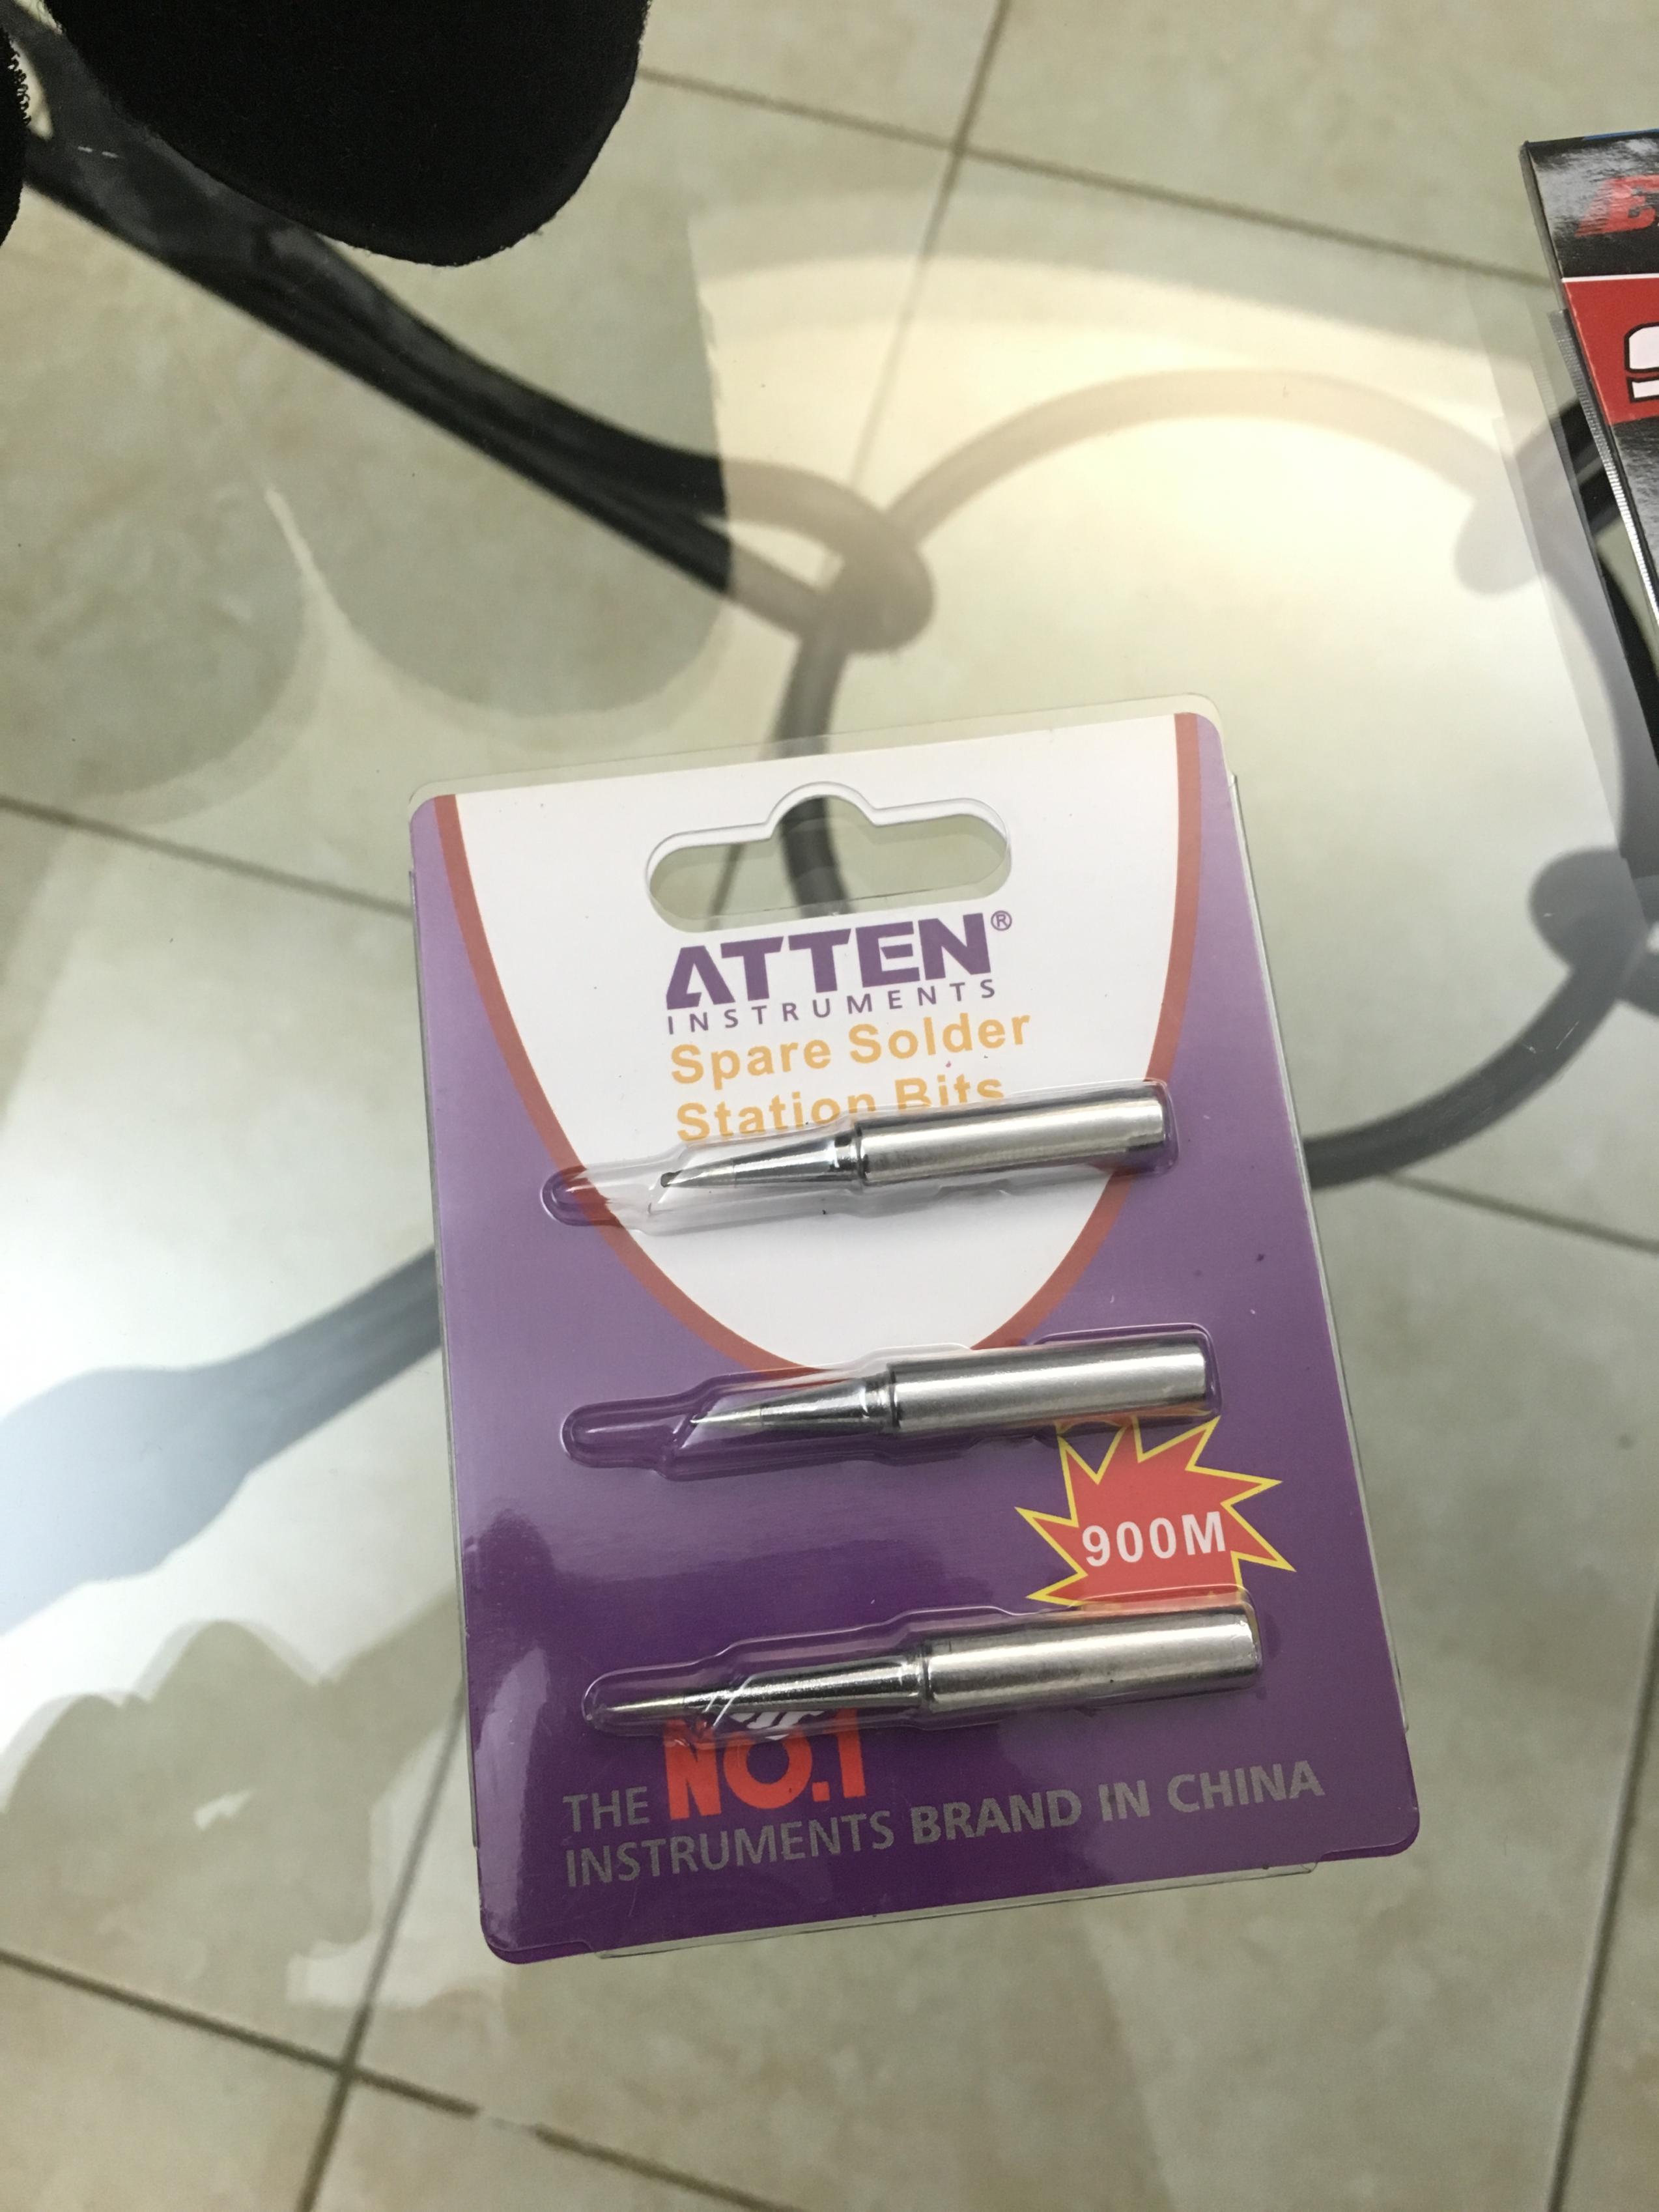 ATTEN®
INSTRUMENTS
Spare Solder
Station Bits
900M
THE NO.1
INSTRUMENTS BRAND IN CHINA